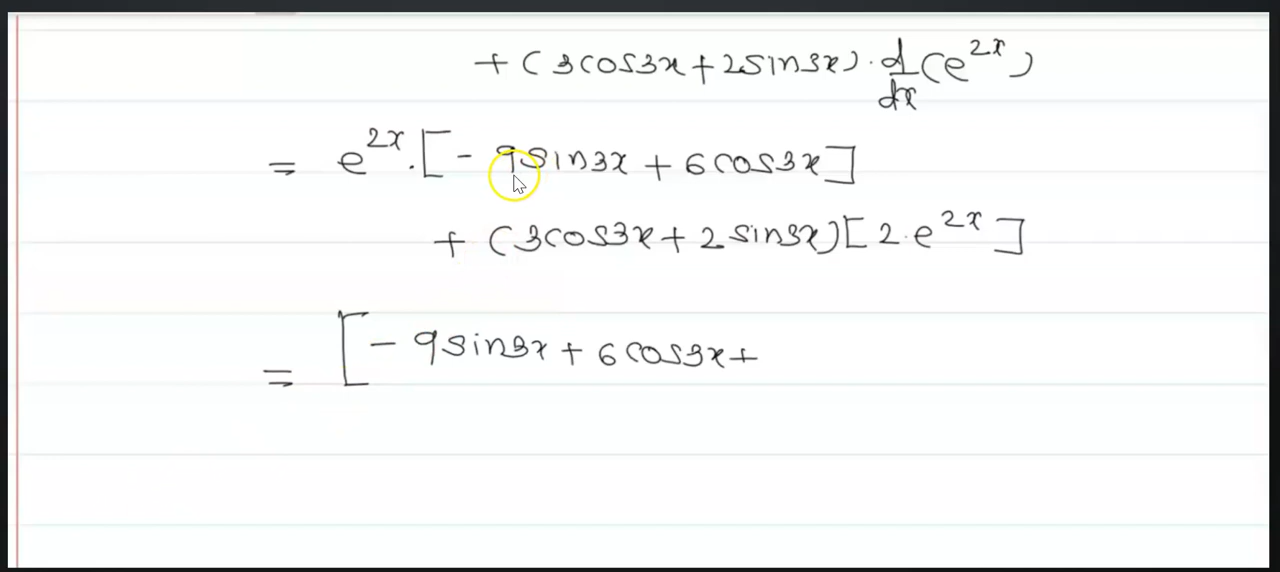 + (3cos3x + 2sin3x) · d/dx (e^2x)
= e^2x · [- 9sin3x + 6cos3x]
+ (3cos3x + 2sin3x) [2·e^2x]
= [- 9sin3x + 6cos3x +